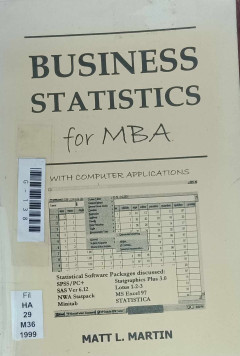 BUSINESS
STATISTICS
for MBA
WITH COMPUTER APPLICATIONS
Statistical Software Packages discussed:
SPSS/PC+ Statgraphics Plus 3.0
SAS Ver 6.12 Lotus 1-2-3
NWA Statpack MS Excel 97
Minitab STATISTICA
Fil
HA
29
M36
1999
MATT L. MARTIN